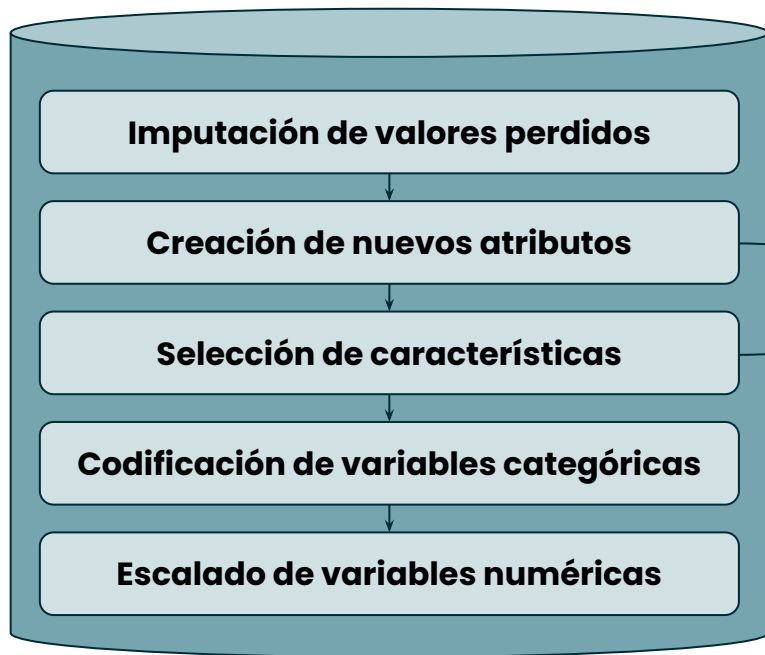 Imputación de valores perdidos
Creación de nuevos atributos
Selección de características
Codificación de variables categóricas
Escalado de variables numéricas